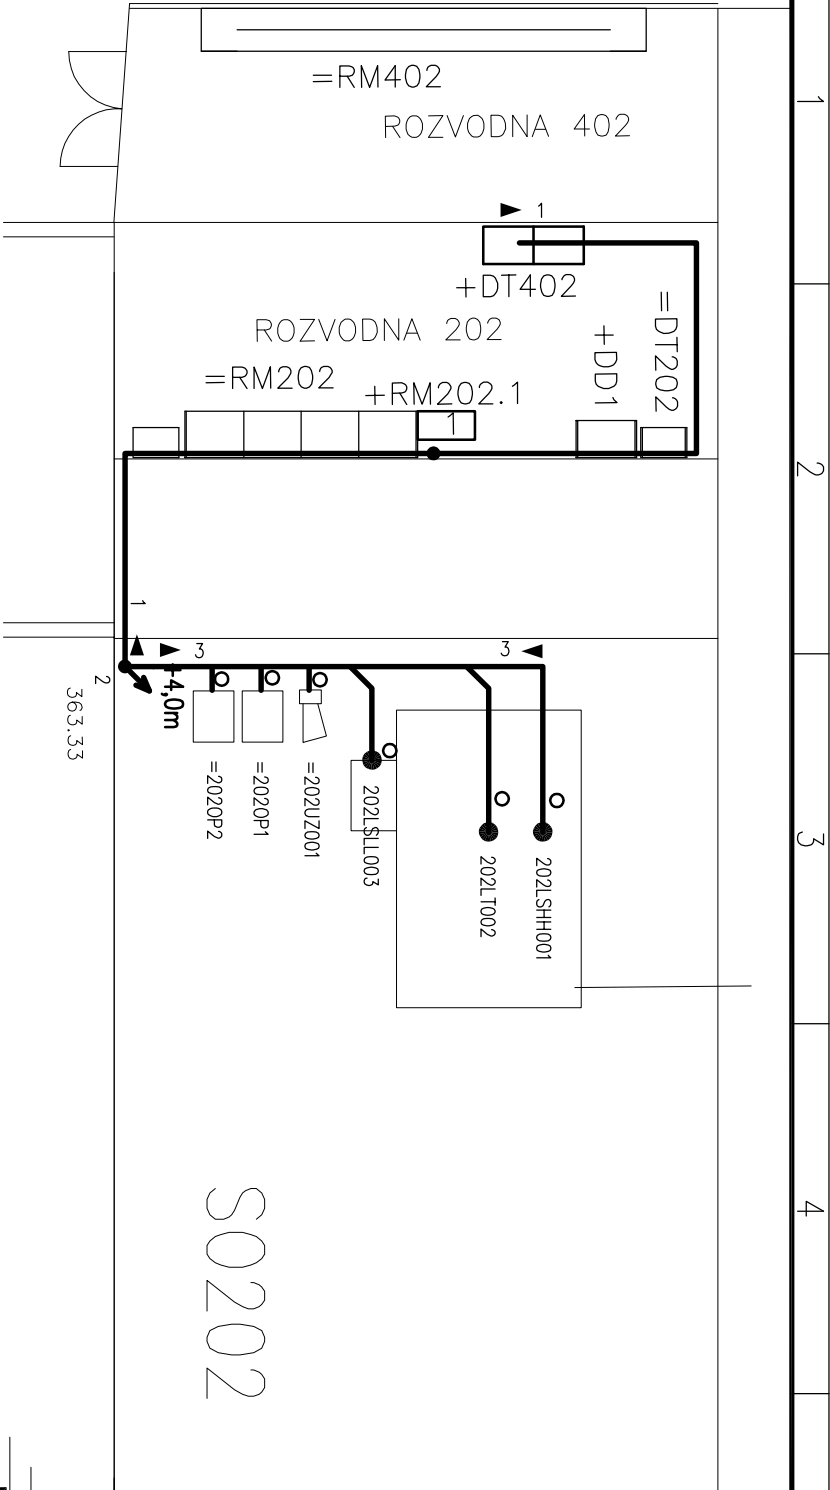 =RM402
ROZVODNA 402
1
1
+DT402
=DT202
ROZVODNA 202
+DD1
=RM202
+RM202.1
1
2
1
3
3
2
+4,0m
363.33
=202OP2
=202OP1
=202UZ001
202LSLL003
202LT002
202LSHH001
3
4
SO202